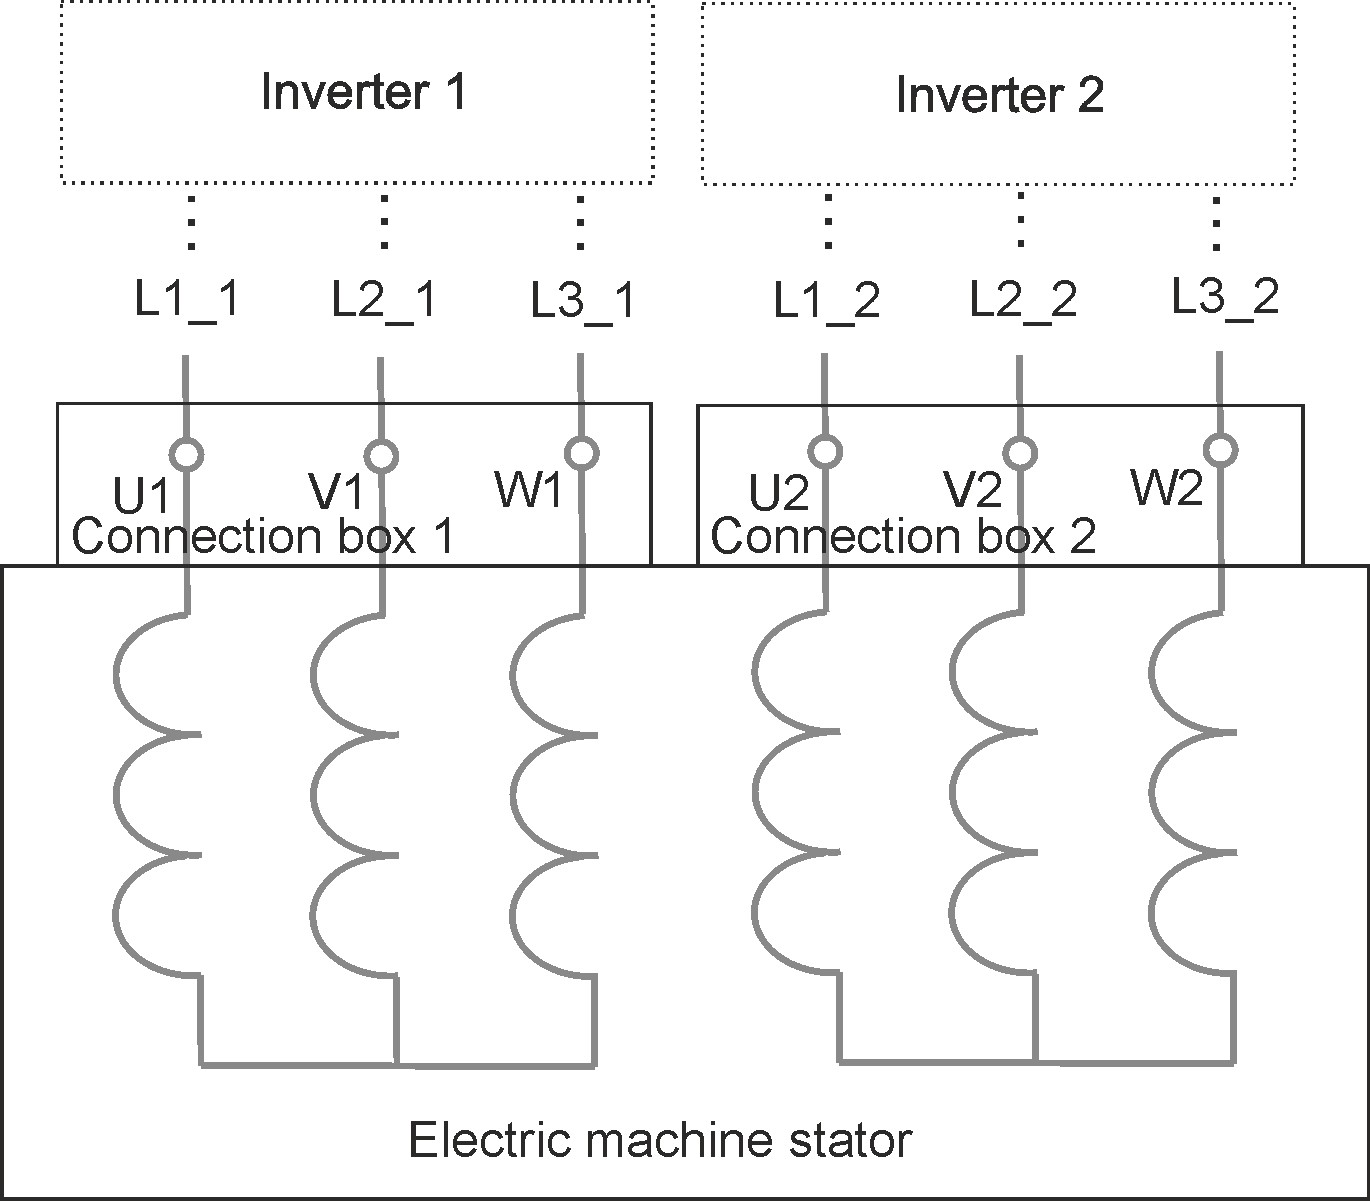 Inverter 1
Inverter 2
L1_1
L2_1
L3_1
L1_2
L2_2
L3_2
U1
V1
W1
U2
V2
W2
Connection box 1
Connection box 2
Electric machine stator